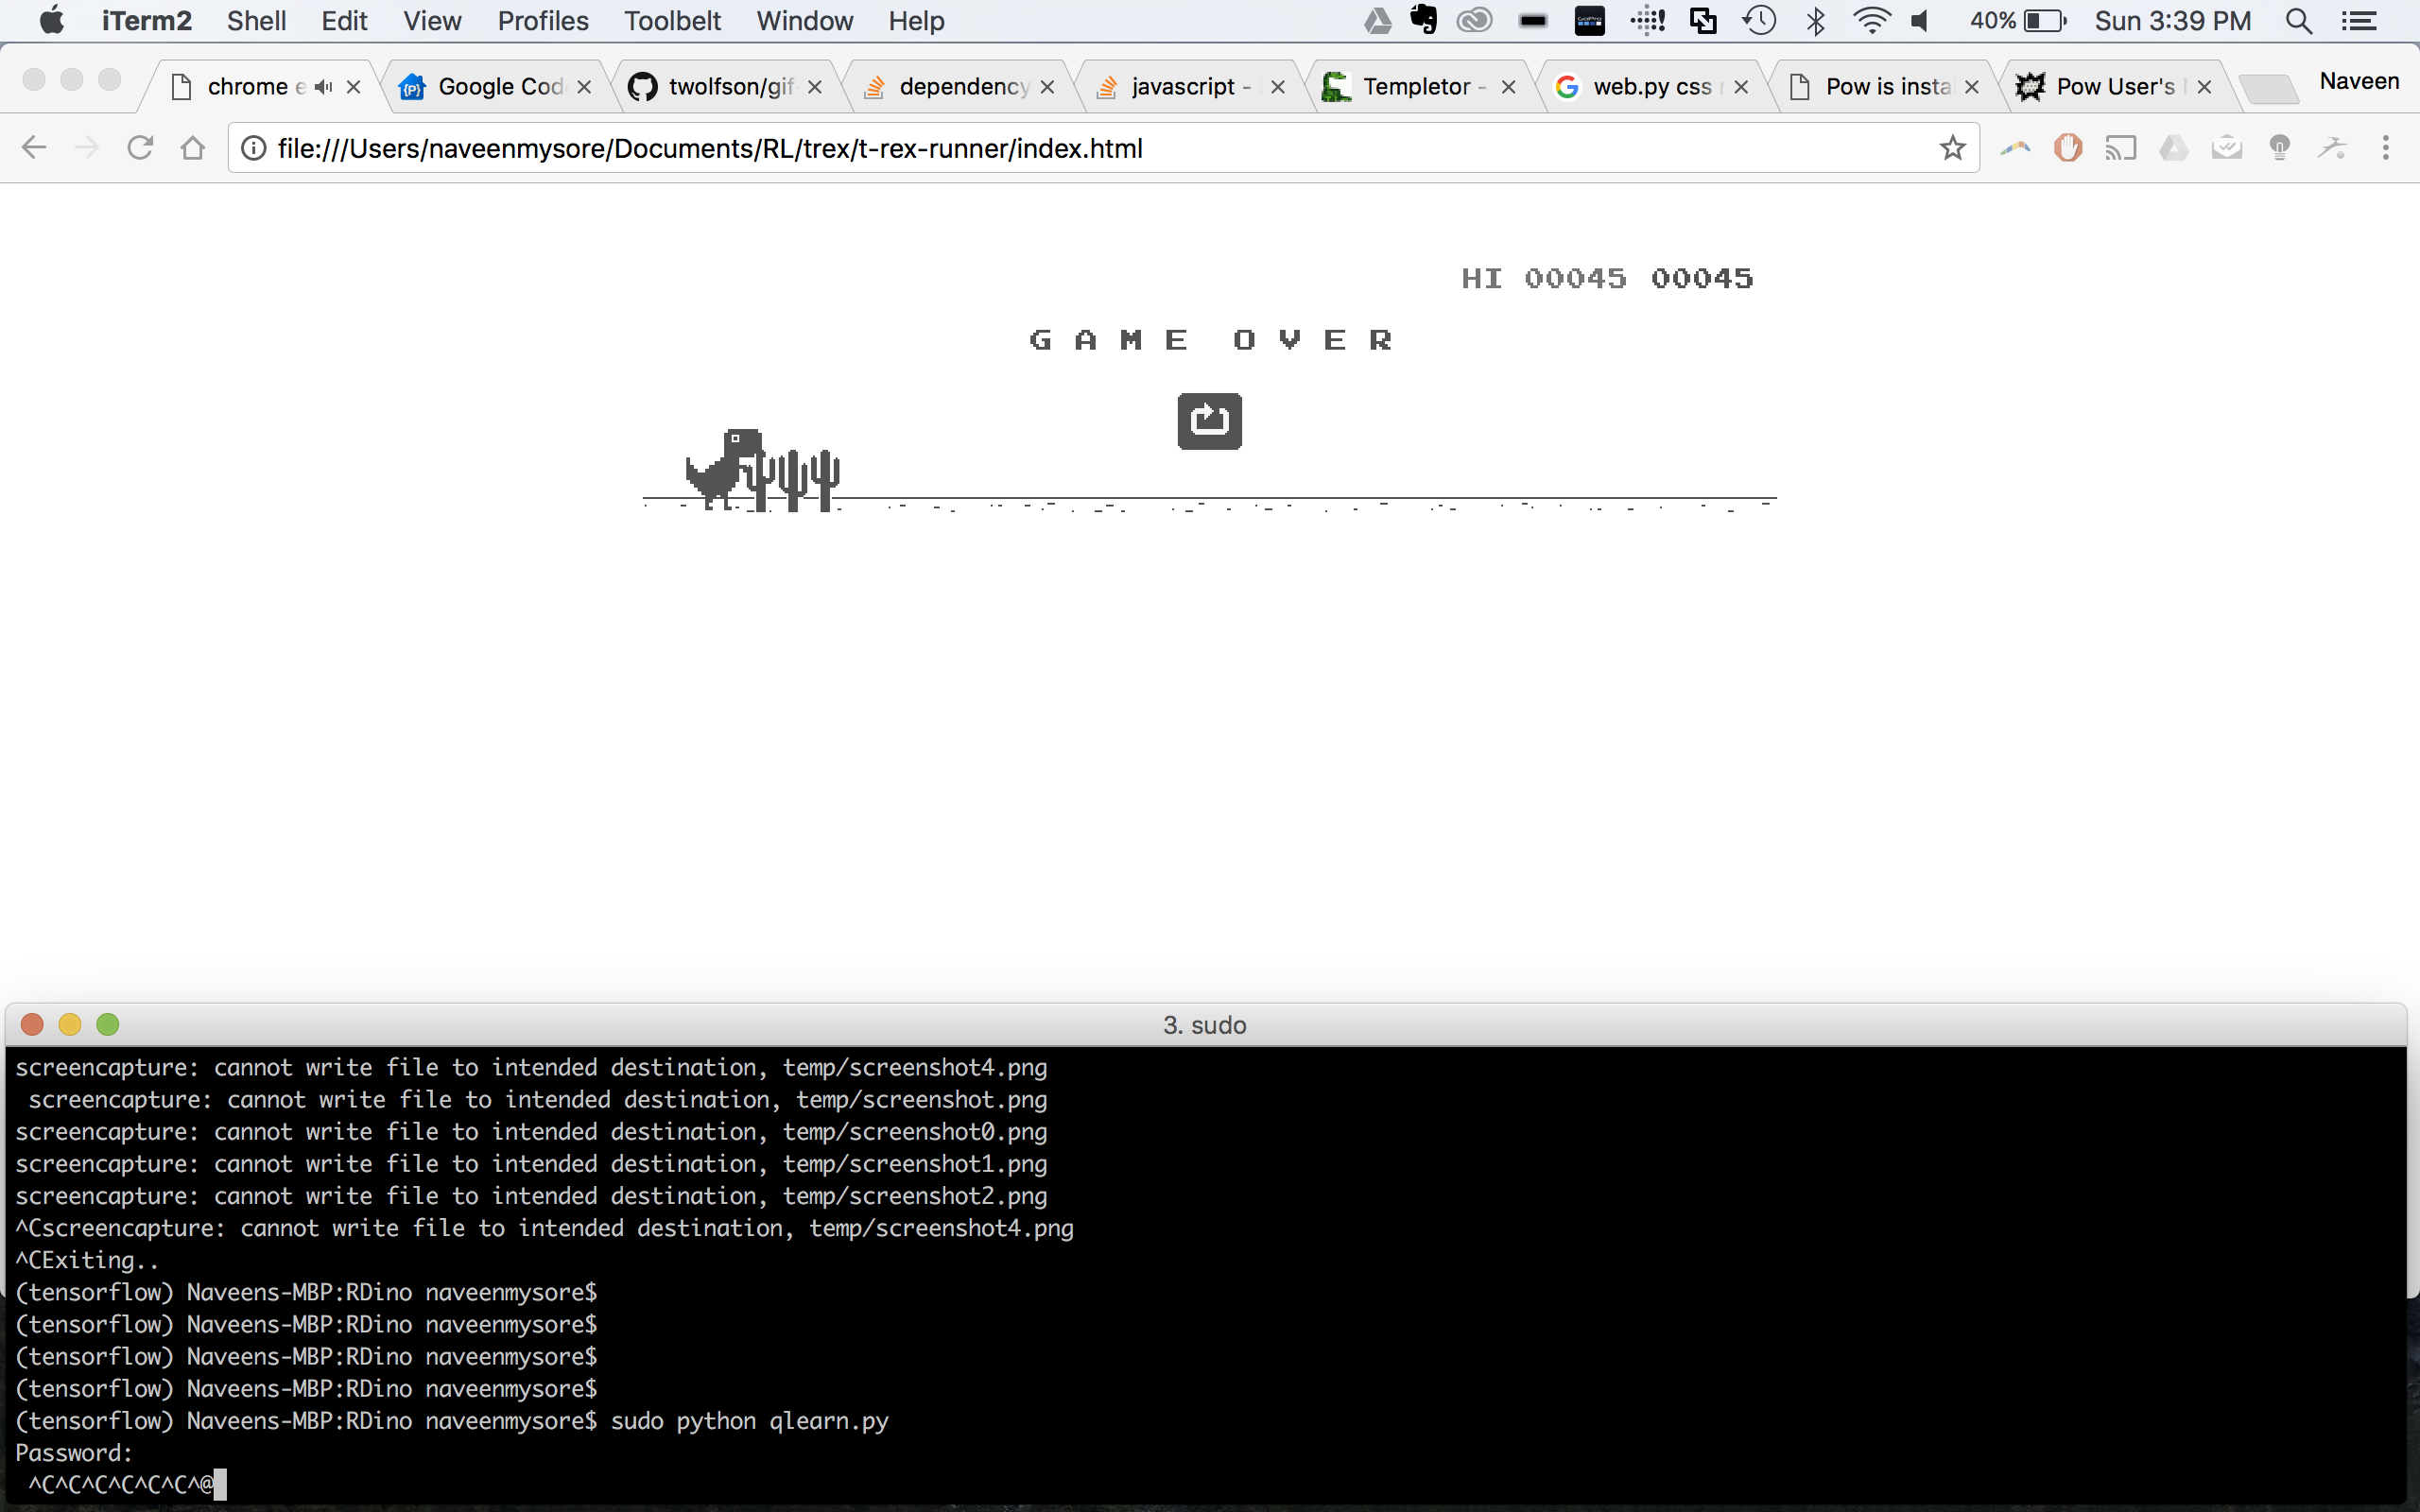 iTerm2 Shell Edit View Profiles Toolbelt Window Help 40% Sun 3:39 PM
chrome e Google Cod twolfson/gif dependency javascript - Templetor - web.py css Pow is insta Pow User's Naveen
file:///Users/naveenmysore/Documents/RL/trex/t-rex-runner/index.html
HI 00045 00045
GAME OVER
3. sudo
screencapture: cannot write file to intended destination, temp/screenshot4.png
screencapture: cannot write file to intended destination, temp/screenshot.png
screencapture: cannot write file to intended destination, temp/screenshot0.png
screencapture: cannot write file to intended destination, temp/screenshot1.png
screencapture: cannot write file to intended destination, temp/screenshot2.png
^Cscreencapture: cannot write file to intended destination, temp/screenshot4.png
^CExiting..
(tensorflow) Naveens-MBP:RDino naveenmysore$
(tensorflow) Naveens-MBP:RDino naveenmysore$
(tensorflow) Naveens-MBP:RDino naveenmysore$
(tensorflow) Naveens-MBP:RDino naveenmysore$
(tensorflow) Naveens-MBP:RDino naveenmysore$ sudo python qlearn.py
Password:
^C^C^C^C^C^C^C^@